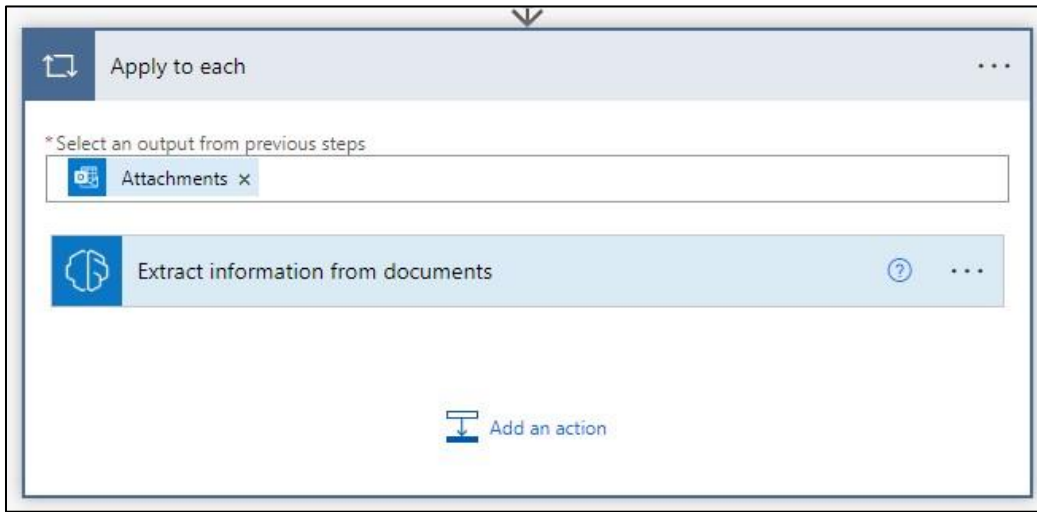 Apply to each
*Select an output from previous steps
Attachments ×
Extract information from documents
Add an action